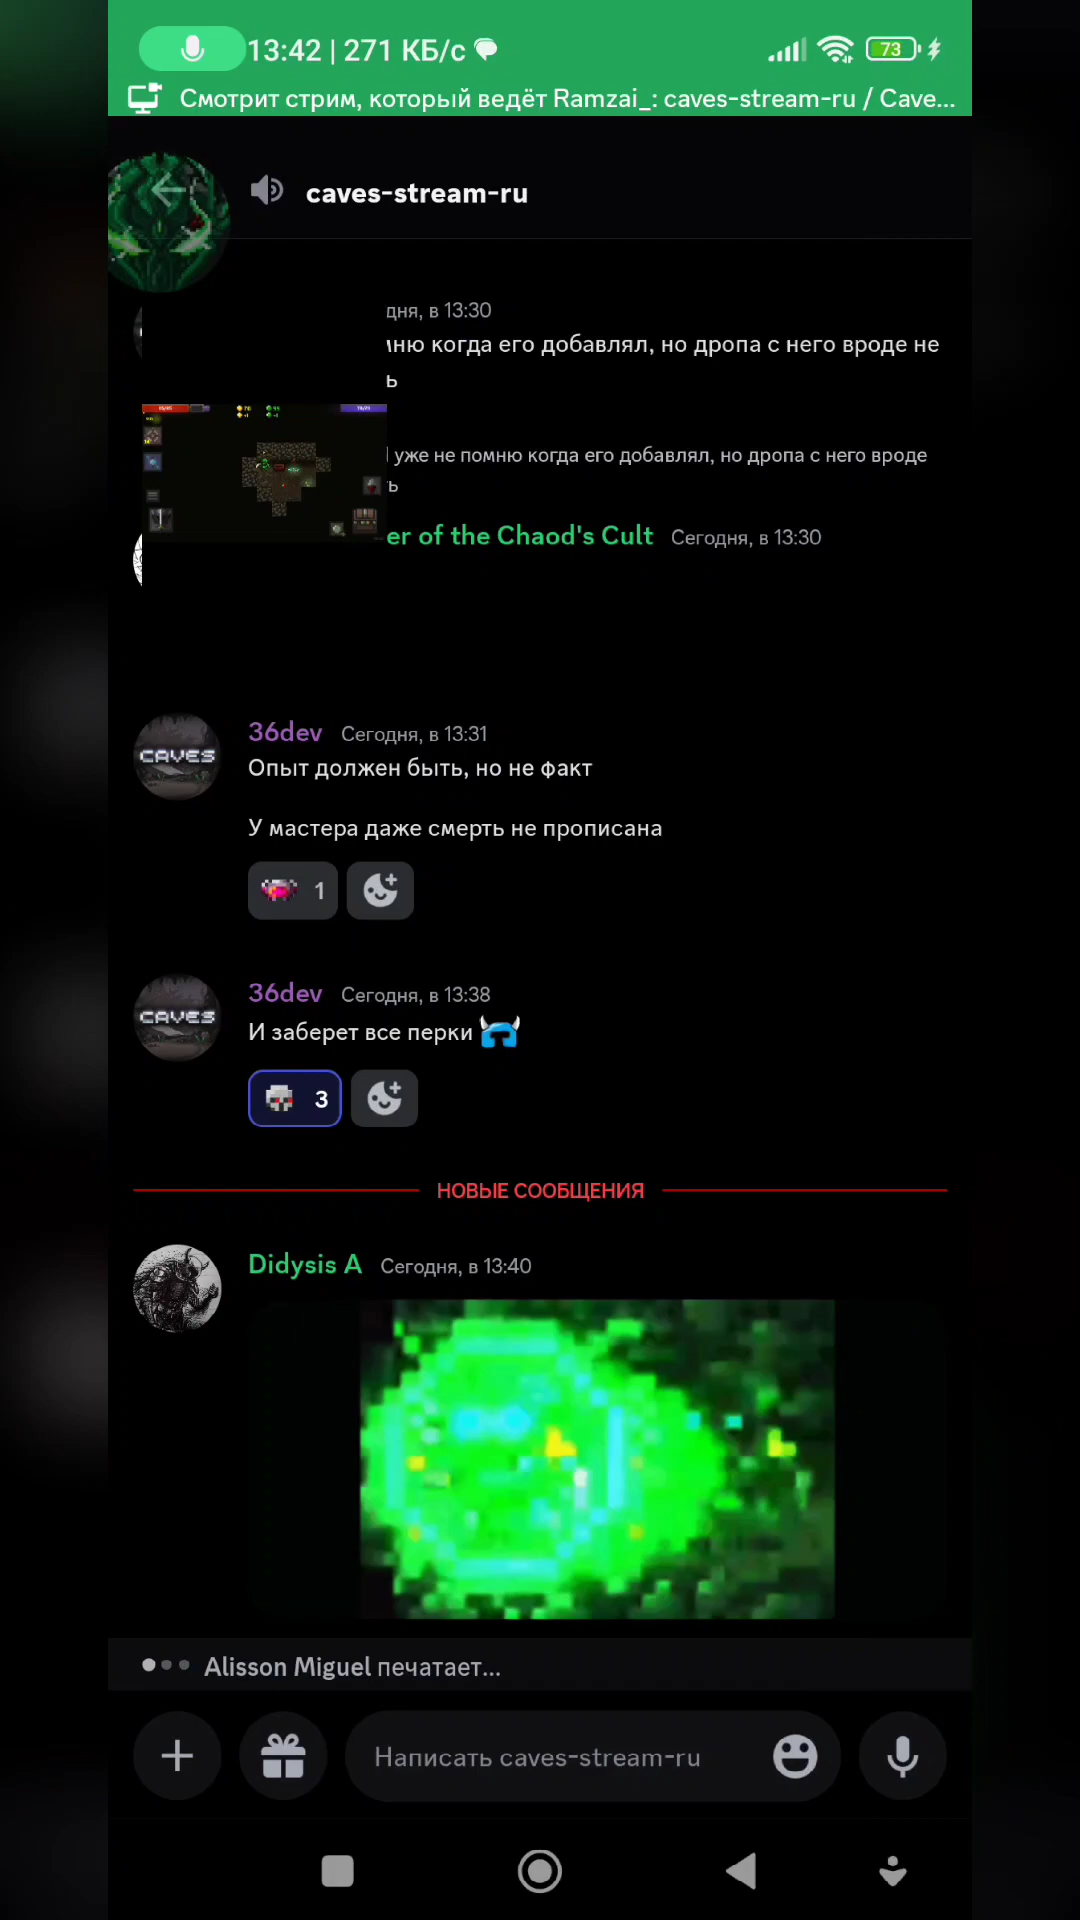 13:42 | 271 КБ/с
73
Смотрит стрим, который ведёт Ramzai_: caves-stream-ru / Cave...
caves-stream-ru
дня, в 13:30
ню когда его добавлял, но дропа с него вроде не
ь
уже не помню когда его добавлял, но дропа с него вроде
ь
er of the Chaod's Cult Сегодня, в 13:30
36dev Сегодня, в 13:31
CAVES
Опыт должен быть, но не факт
У мастера даже смерть не прописана
1
36dev Сегодня, в 13:38
CAVES
И заберет все перки
3
НОВЫЕ СООБЩЕНИЯ
Didysis A Сегодня, в 13:40
Alisson Miguel печатает...
Написать caves-stream-ru